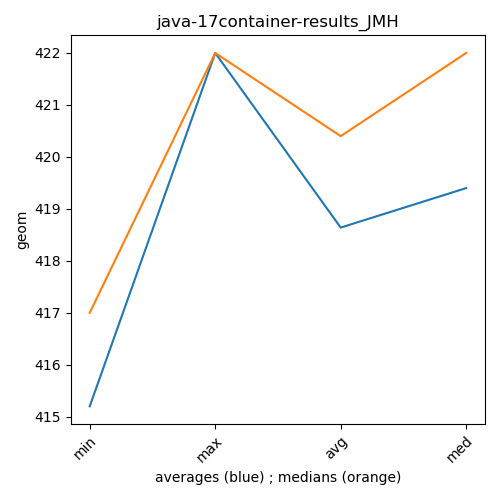 java-17container-results_JMH
422
421
420
419
418
417
416
415
geom
min
max
avg
med
averages (blue) ; medians (orange)